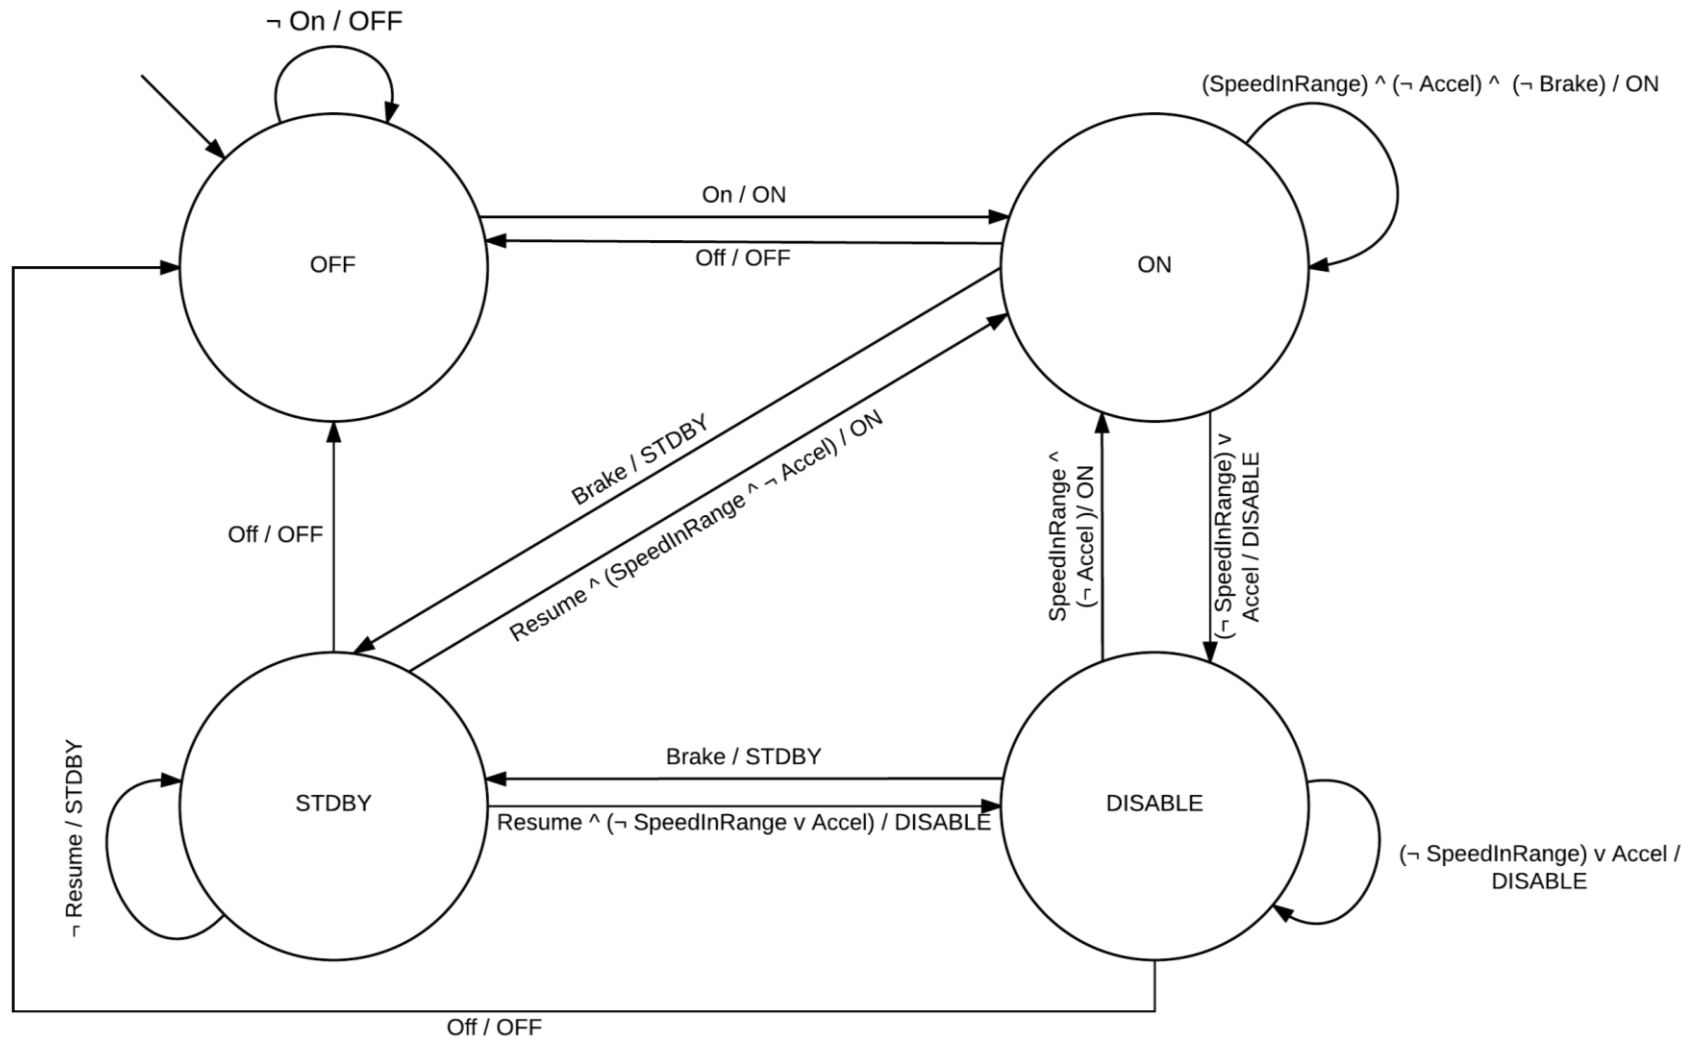 ¬ On / OFF
(SpeedInRange) ^ (¬ Accel) ^  (¬ Brake) / ON
On / ON
Off / OFF
OFF
ON
Brake / STDBY
Resume ^ (SpeedInRange ^ ¬ Accel) / ON
SpeedInRange ^
(¬ Accel )/ ON
(¬ SpeedInRange) v
Accel / DISABLE
Off / OFF
¬ Resume / STDBY
STDBY
Brake / STDBY
Resume ^ (¬ SpeedInRange v Accel) / DISABLE
DISABLE
(¬ SpeedInRange) v Accel /
DISABLE
Off / OFF